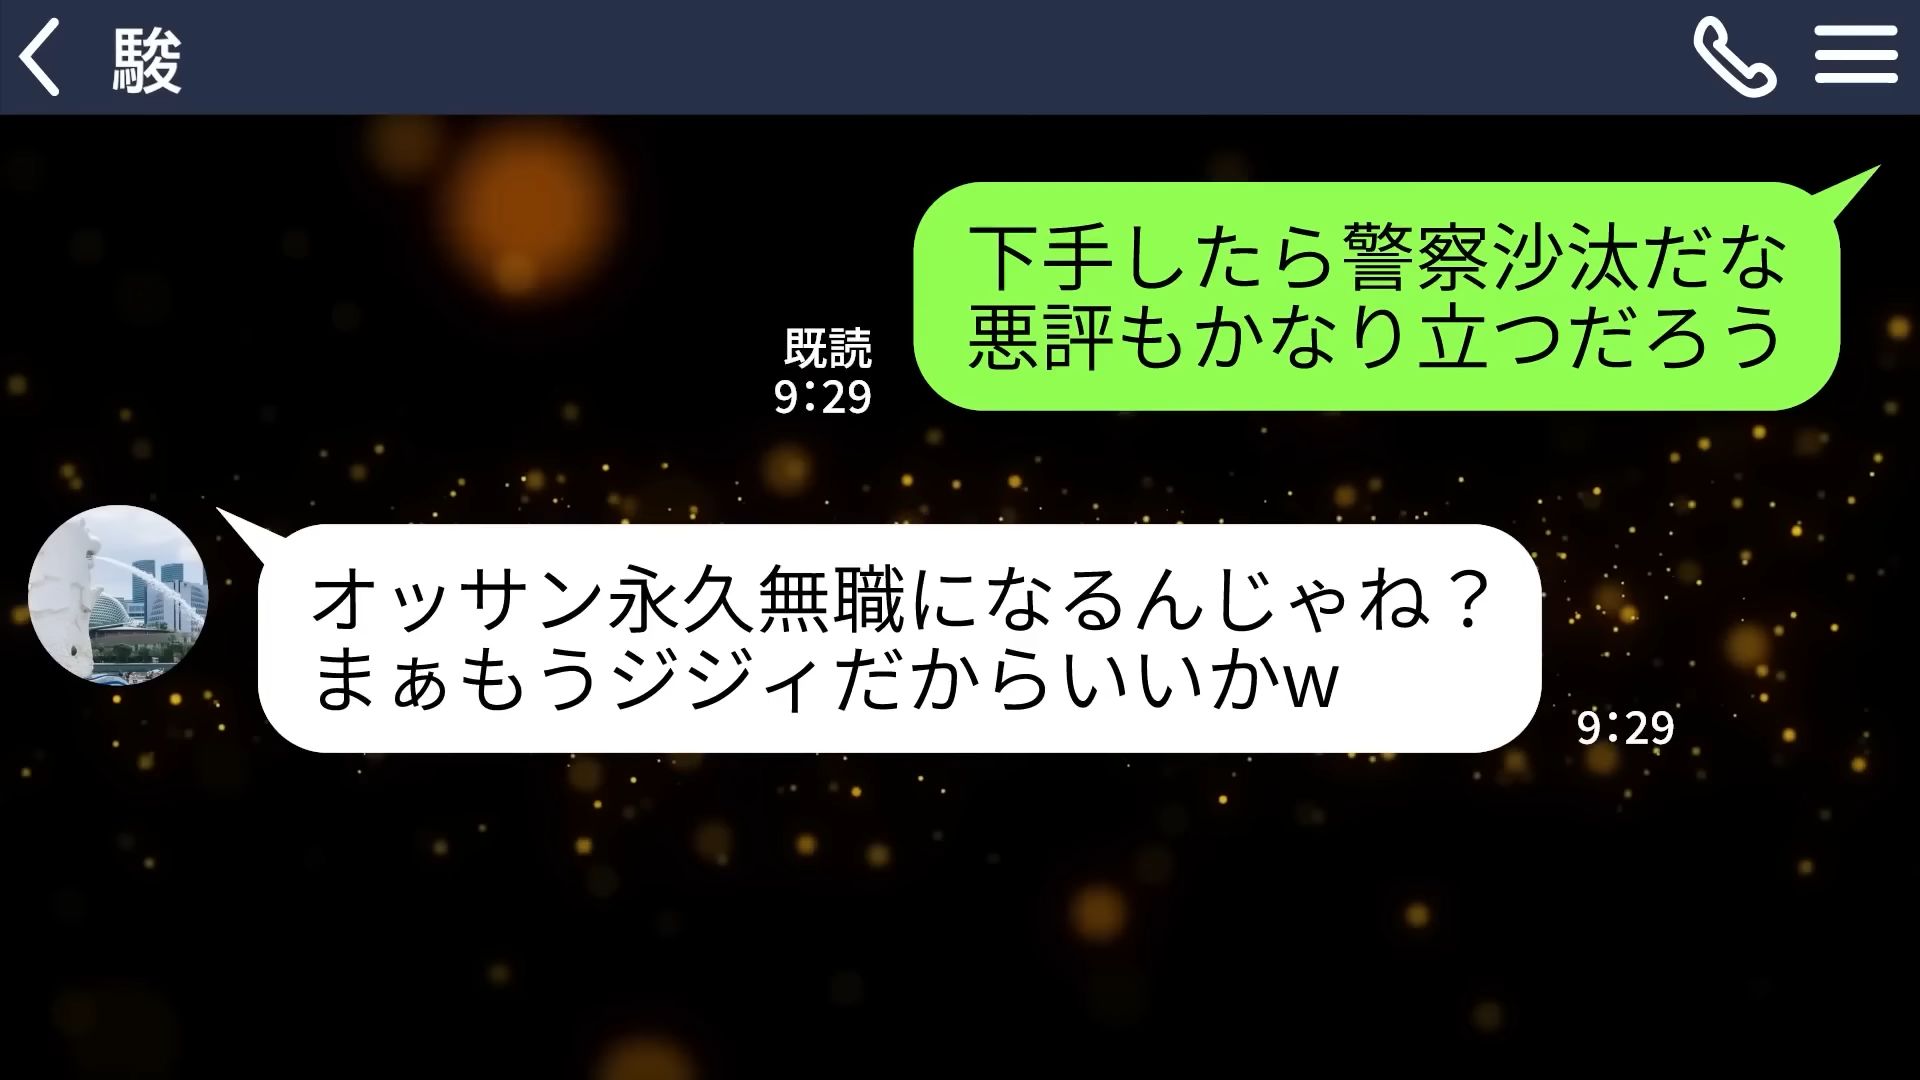 駿
下手したら警察沙汰だな
悪評もかなり立つだろう
既読
9:29
オッサン永久無職になるんじゃね？
まぁもうジジィだからいいかw
9:29